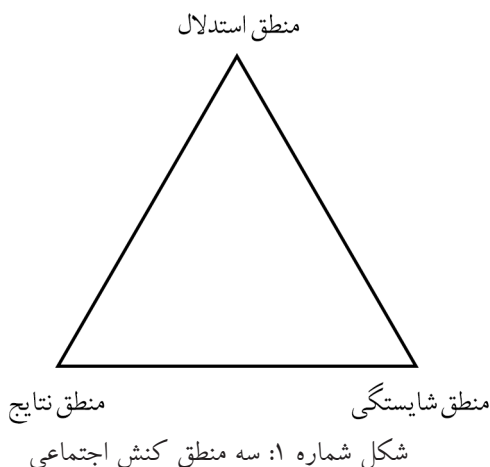 منطق استدلال
منطق شایستگی
منطق نتایج
شکل شماره ۱: سه منطق کنش اجتماعی